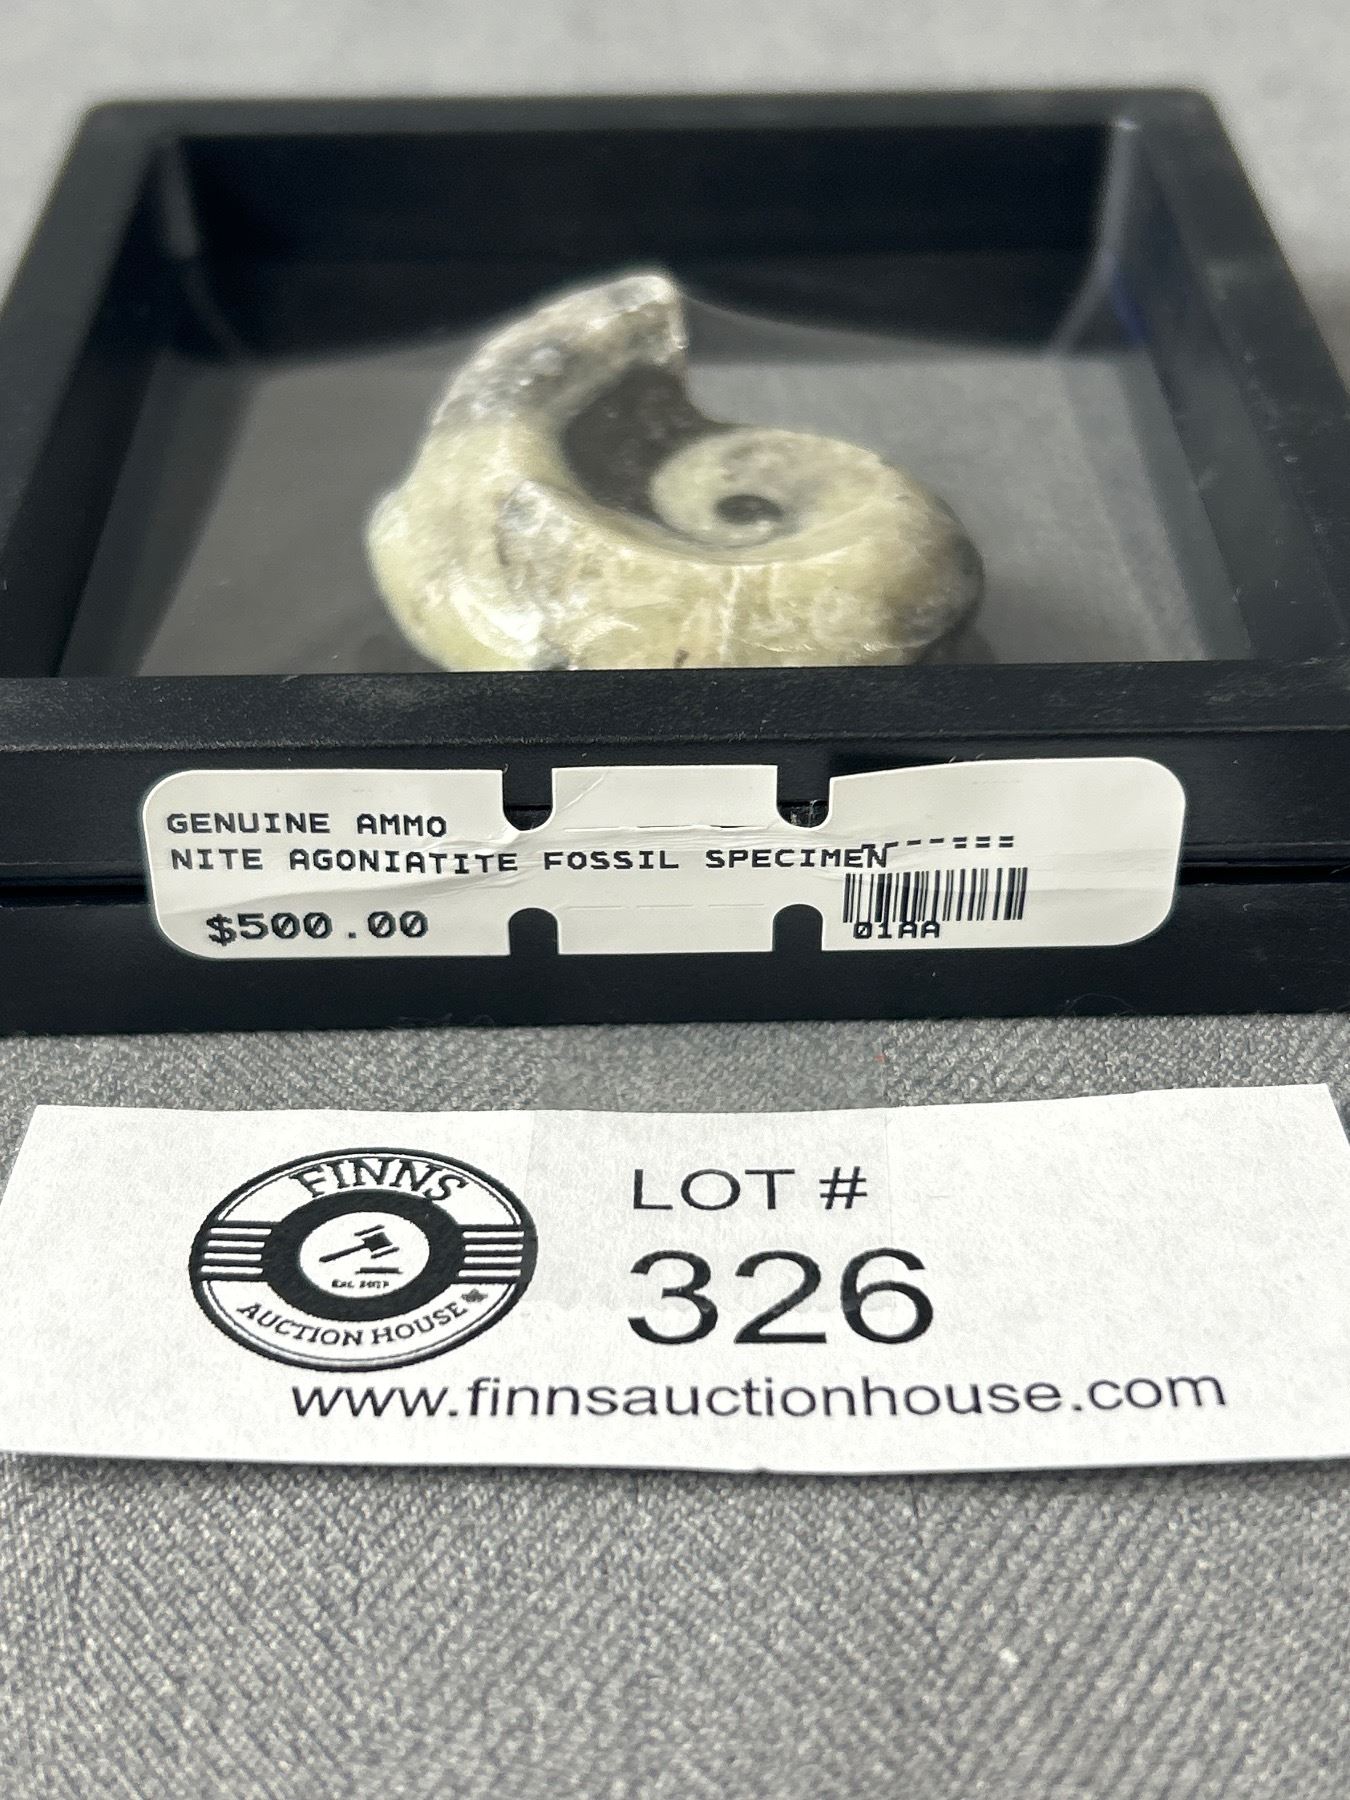 GENUINE AMMO
NITE AGONIATITE FOSSIL SPECIMEN
$500.00
01AA
FINNS
AUCTION HOUSE
LOT #
326
www.finnsauctionhouse.com